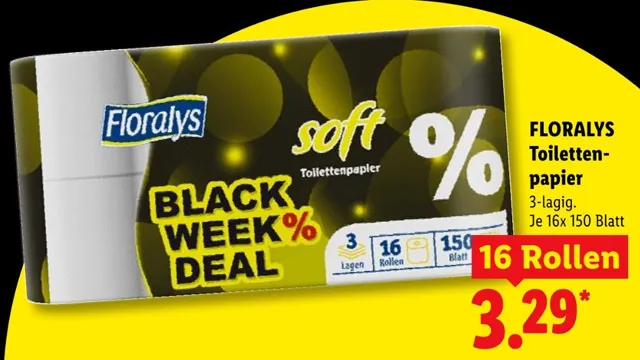 Floralys
soft
Toilettenpapier
%
BLACK
WEEK%
DEAL
3
Lagen
16
Rollen
150
Blatt
FLORALYS
Toiletten-
papier
3-lagig.
Je 16x 150 Blatt
16 Rollen
3.29*